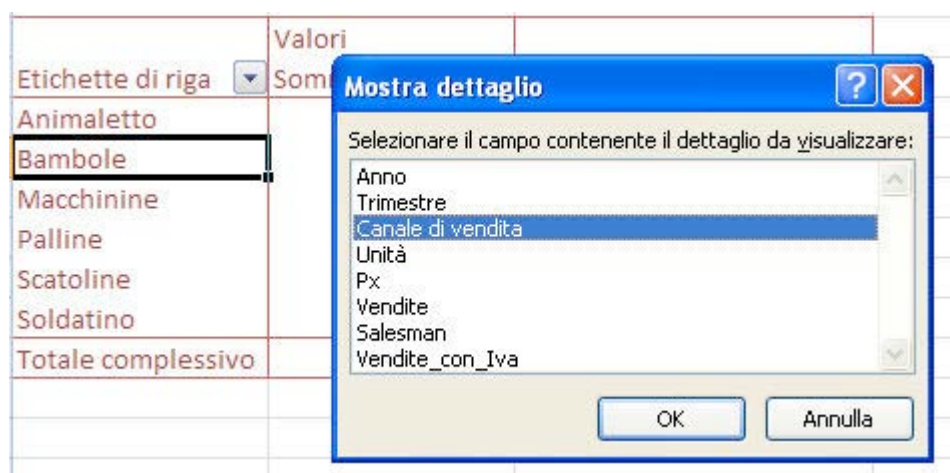 Valori
Etichette di riga
Animaletto
Bambole
Macchinine
Palline
Scatoline
Soldatino
Totale complessivo
Mostra dettaglio
Selezionare il campo contenente il dettaglio da visualizzare:
Anno
Trimestre
Canale di vendita
Unità
Px
Vendite
Salesman
Vendite_con_Iva
OK
Annulla